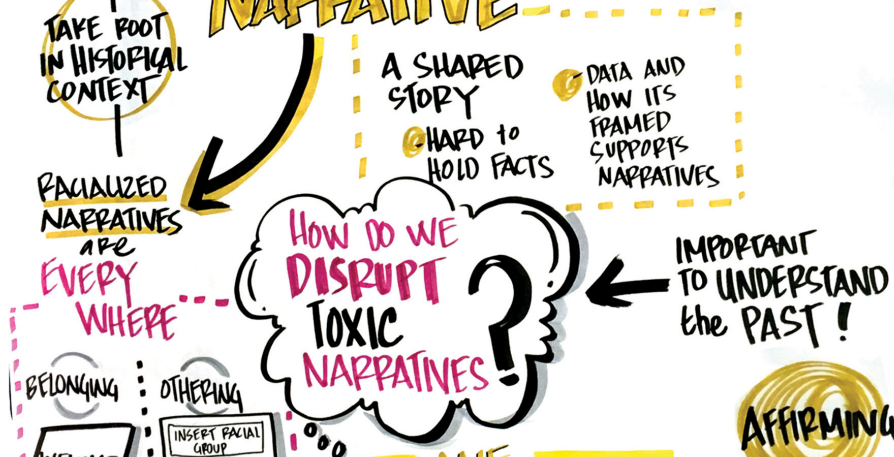 NARRATIVE
TAKE ROOT
IN HISTORICAL
CONTEXT
A SHARED
STORY
HARD to
HOLD FACTS
DATA AND
HOW ITS
FRAMED
SUPPORTS
NARRATIVES
RACIALIZED
NARRATIVES
are
EVERY
WHERE
HOW DO WE
DISRUPT
TOXIC
NARRATIVES
?
IMPORTANT
TO UNDERSTAND
the PAST!
BELONGING
OTHERING
INSERT RACIAL
GROUP
AFFIRMING